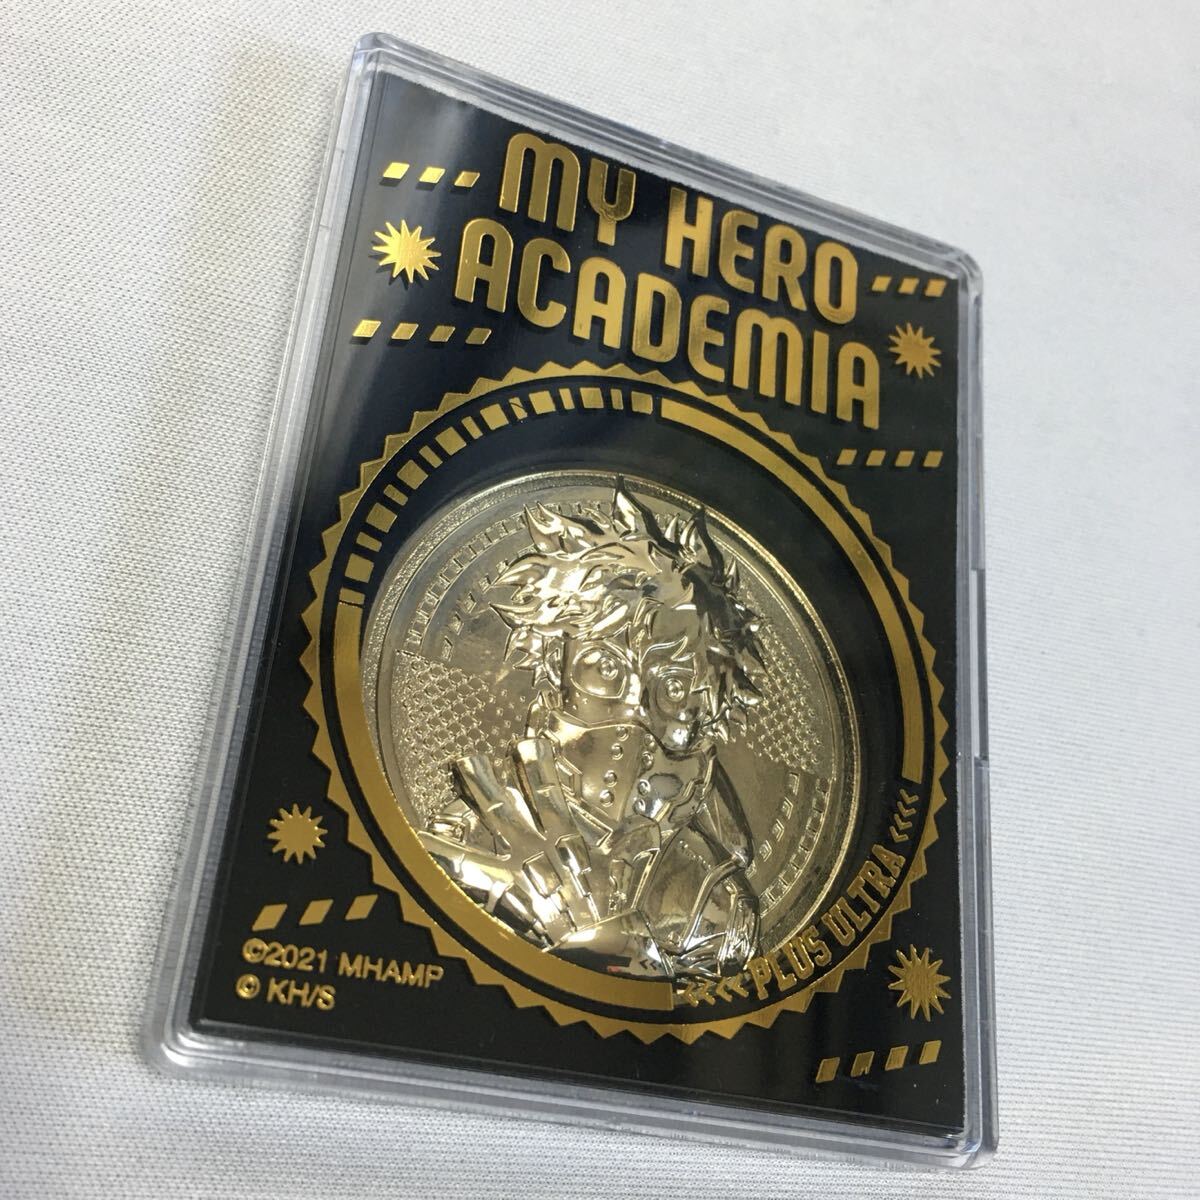 MY HERO
ACADEMIA
PLUS ULTRA
©2021 MHAMP
© KH/S